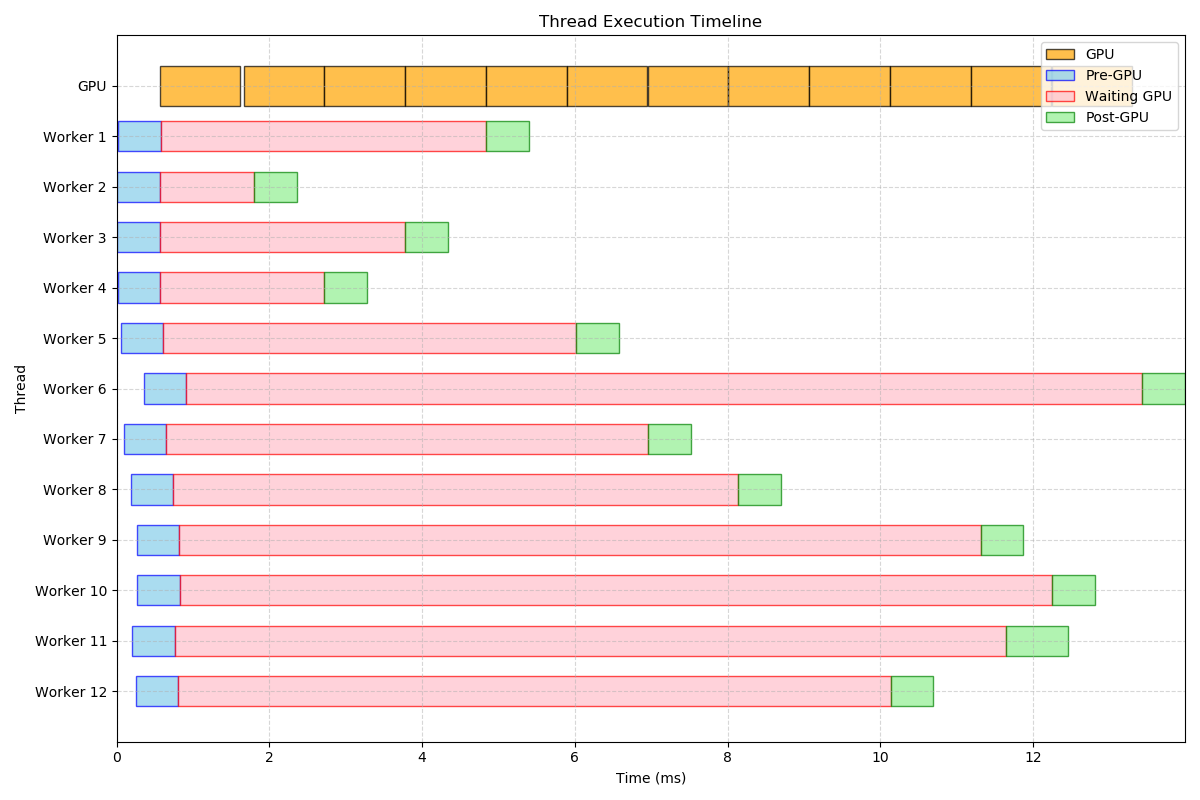 Thread Execution Timeline
GPU
Pre-GPU
Waiting GPU
Post-GPU
Thread
GPU
Worker 1
Worker 2
Worker 3
Worker 4
Worker 5
Worker 6
Worker 7
Worker 8
Worker 9
Worker 10
Worker 11
Worker 12
0 2 4 6 8 10 12
Time (ms)